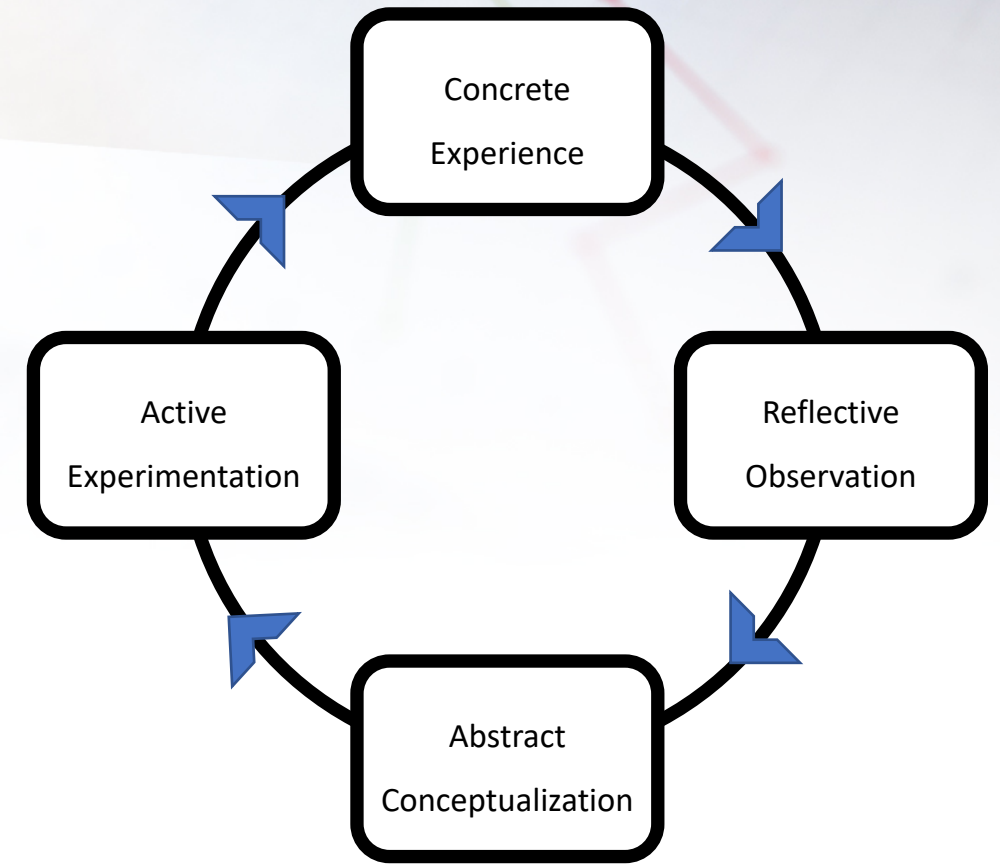 Concrete
Experience
Active
Experimentation
Reflective
Observation
Abstract
Conceptualization